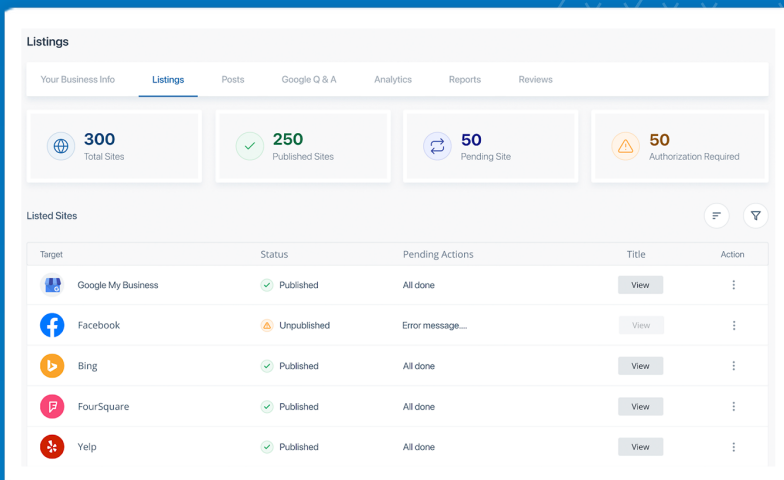 Listings
Your Business Info Listings Posts Google Q & A Analytics Reports Reviews
300 250 50 50
Total Sites Published Sites Pending Site Authorization Required
Listed Sites
Target Status Pending Actions Title Action
Google My Business Published All done View
Facebook Unpublished Error message.... View
Bing Published All done View
FourSquare Published All done View
Yelp Published All done View